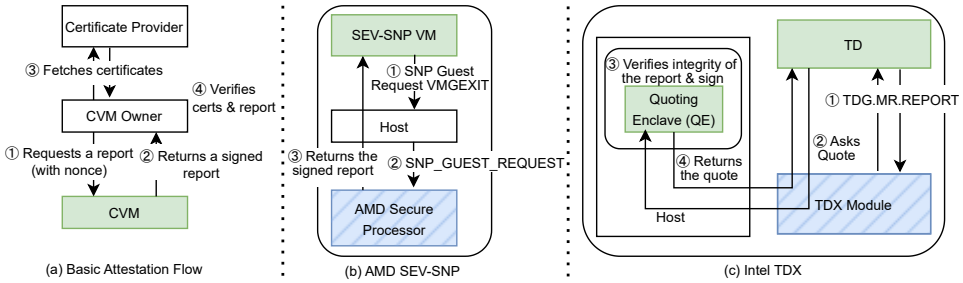 Certificate Provider
③ Fetches certificates
④ Verifies
certs & report
CVM Owner
① Requests a report
(with nonce)
② Returns a signed
report
CVM
(a) Basic Attestation Flow
SEV-SNP VM
① SNP Guest
Request VMGEXIT
Host
③ Returns the
signed report
② SNP_GUEST_REQUEST
AMD Secure
Processor
(b) AMD SEV-SNP
TD
③ Verifies integrity of
the report & sign
Quoting
Enclave (QE)
① TDG.MR.REPORT
② Asks
Quote
④ Returns
the quote
Host
TDX Module
(c) Intel TDX